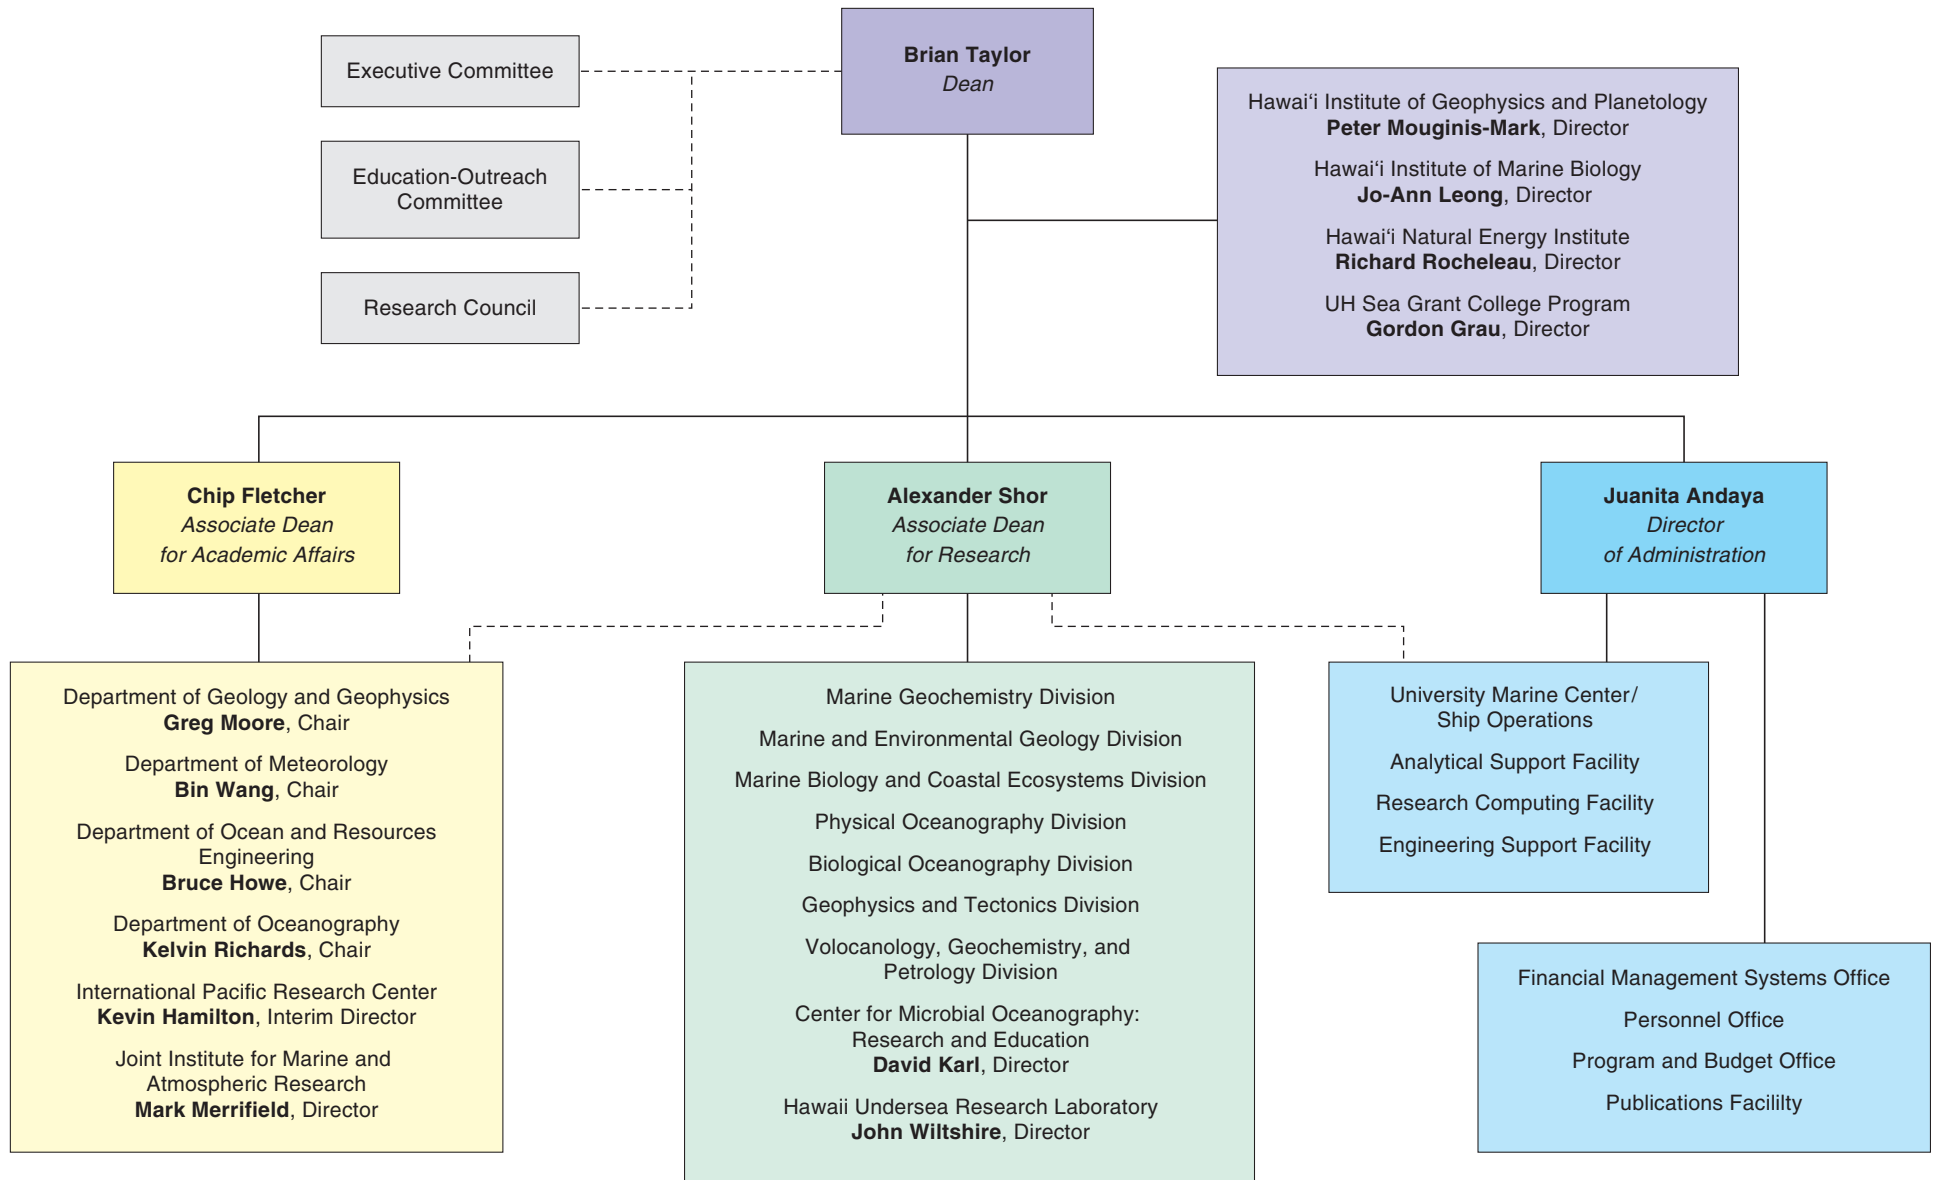 Brian Taylor
Dean
Executive Committee
Education-Outreach
Committee
Research Council
Hawai‘i Institute of Geophysics and Planetology
Peter Mouginis-Mark, Director
Hawai‘i Institute of Marine Biology
Jo-Ann Leong, Director
Hawai‘i Natural Energy Institute
Richard Rocheleau, Director
UH Sea Grant College Program
Gordon Grau, Director
Chip Fletcher
Associate Dean
for Academic Affairs
Alexander Shor
Associate Dean
for Research
Juanita Andaya
Director
of Administration
Department of Geology and Geophysics
Greg Moore, Chair
Department of Meteorology
Bin Wang, Chair
Department of Ocean and Resources
Engineering
Bruce Howe, Chair
Department of Oceanography
Kelvin Richards, Chair
International Pacific Research Center
Kevin Hamilton, Interim Director
Joint Institute for Marine and
Atmospheric Research
Mark Merrifield, Director
Marine Geochemistry Division
Marine and Environmental Geology Division
Marine Biology and Coastal Ecosystems Division
Physical Oceanography Division
Biological Oceanography Division
Geophysics and Tectonics Division
Volocanology, Geochemistry, and
Petrology Division
Center for Microbial Oceanography:
Research and Education
David Karl, Director
Hawaii Undersea Research Laboratory
John Wiltshire, Director
University Marine Center/
Ship Operations
Analytical Support Facility
Research Computing Facility
Engineering Support Facility
Financial Management Systems Office
Personnel Office
Program and Budget Office
Publications Facililty